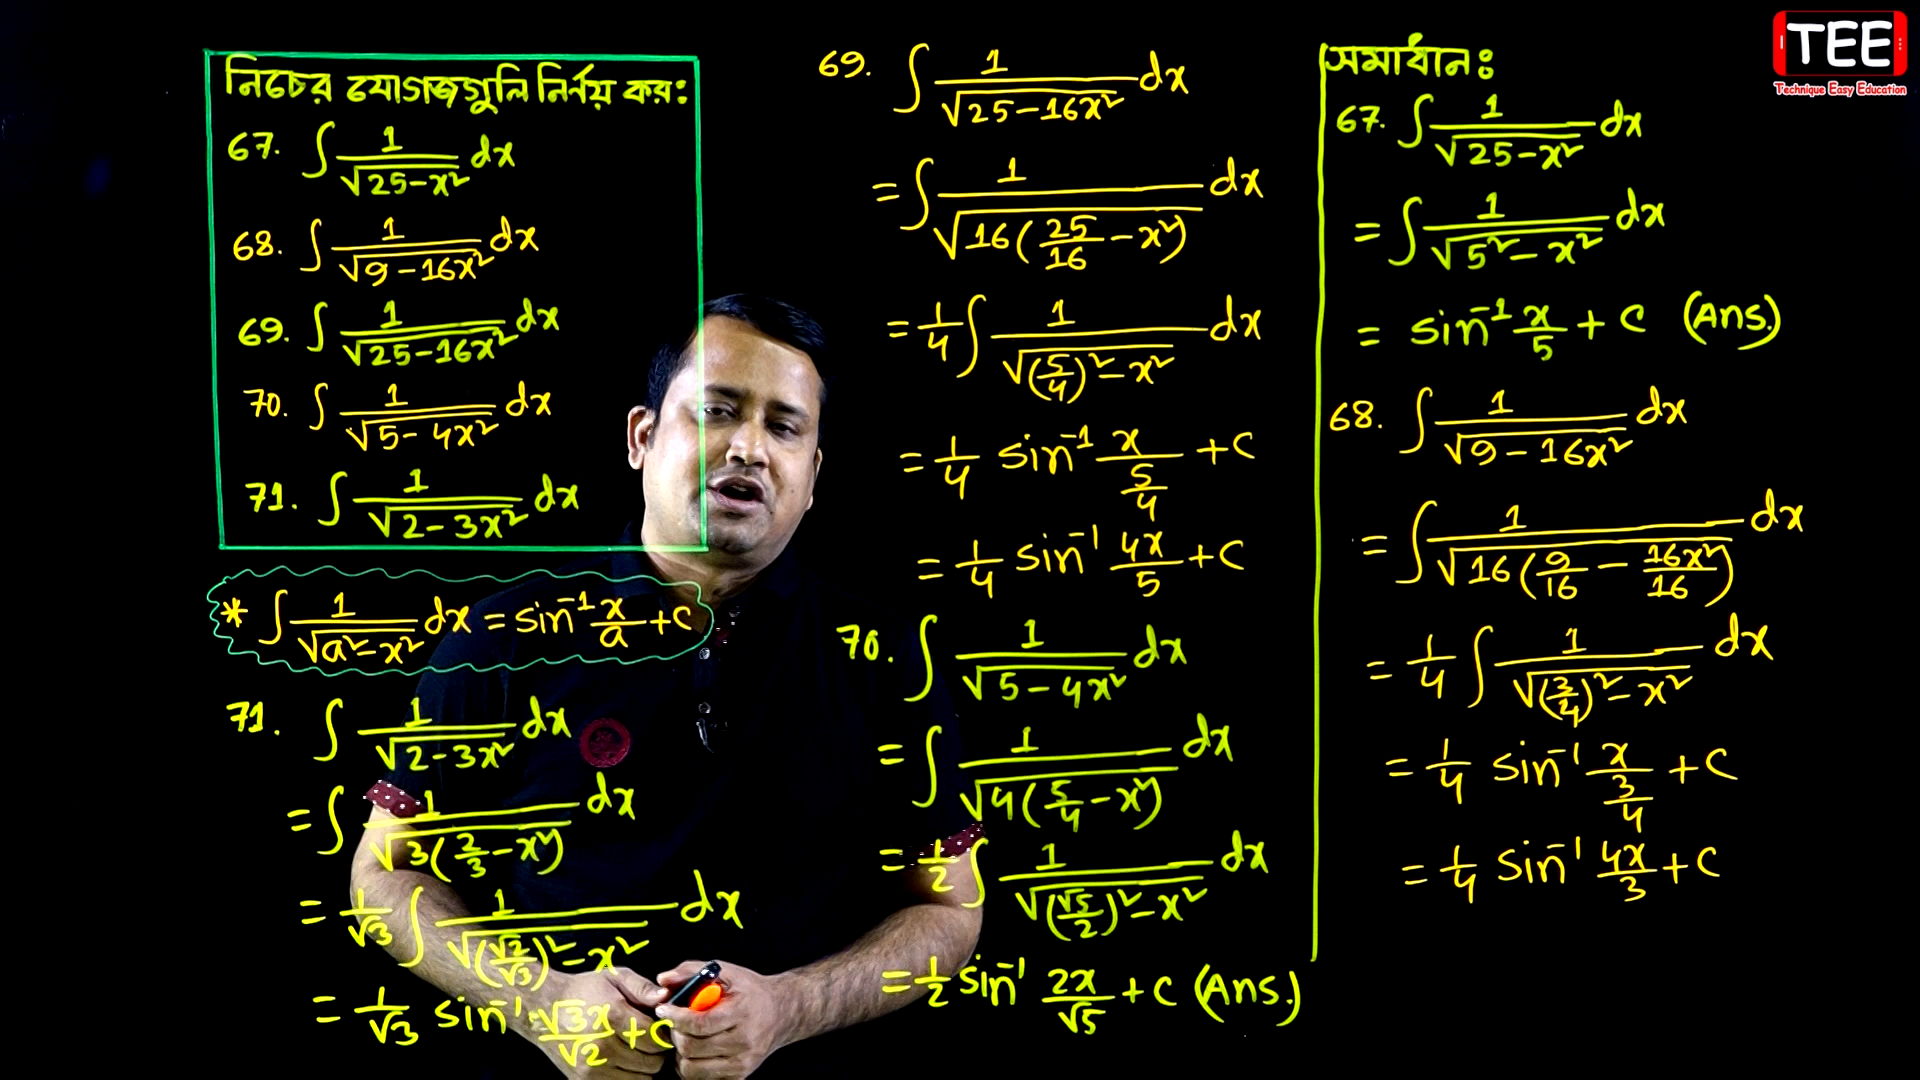 নিচের যোগজগুলি নির্ণয় কর:
67. ∫ 1/√(25-x²) dx
68. ∫ 1/√(9-16x²) dx
69. ∫ 1/√(25-16x²) dx
70. ∫ 1/√(5-4x²) dx
71. ∫ 1/√(2-3x²) dx
* ∫ 1/√(a²-x²) dx = sin⁻¹ x/a + c
71. ∫ 1/√(2-3x²) dx
= ∫ 1/√(3(2/3-x²)) dx
= 1/√3 ∫ 1/√((√2/√3)²-x²) dx
= 1/√3 sin⁻¹ √3x/√2 + c
69. ∫ 1/√(25-16x²) dx
= ∫ 1/√(16(25/16-x²)) dx
= 1/4 ∫ 1/√((5/4)²-x²) dx
= 1/4 sin⁻¹ x/(5/4) + c
= 1/4 sin⁻¹ 4x/5 + c
70. ∫ 1/√(5-4x²) dx
= ∫ 1/√(4(5/4-x²)) dx
= 1/2 ∫ 1/√((√5/2)²-x²) dx
= 1/2 sin⁻¹ 2x/√5 + c (Ans.)
সমাধান:
67. ∫ 1/√(25-x²) dx
= ∫ 1/√(5²-x²) dx
= sin⁻¹ x/5 + c (Ans.)
68. ∫ 1/√(9-16x²) dx
= ∫ 1/√(16(9/16-16x²/16)) dx
= 1/4 ∫ 1/√((3/4)²-x²) dx
= 1/4 sin⁻¹ x/(3/4) + c
= 1/4 sin⁻¹ 4x/3 + c
TEE
Technique Easy Education